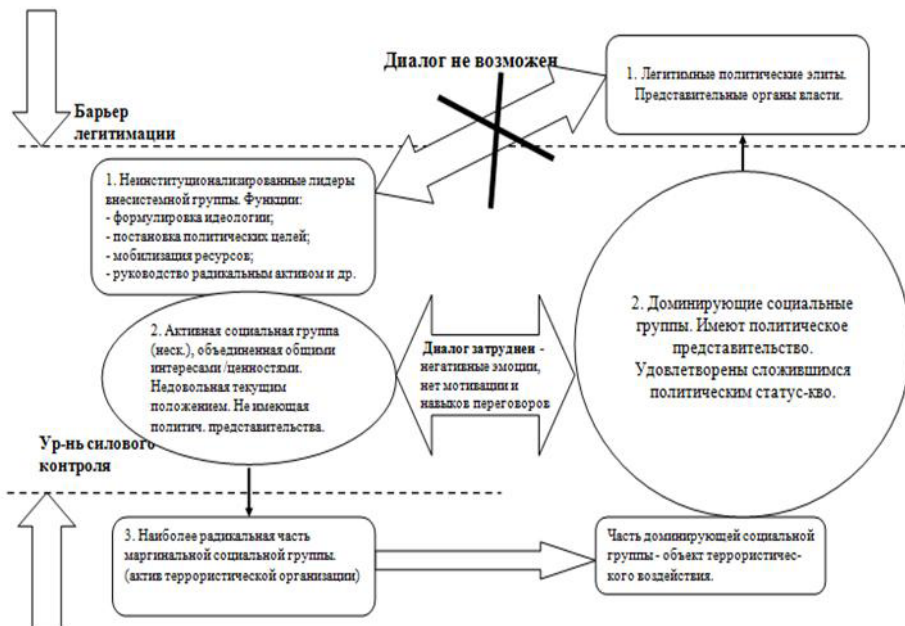 Диалог не возможен
1. Легитимные политические элиты.
Представительные органы власти.
Барьер
легитимации
1. Неинституционализированные лидеры
внесистемной группы. Функции:
- формулировка идеологии;
- постановка политических целей;
- мобилизация ресурсов;
- руководство радикальным активом и др.
2. Активная социальная группа
(неск.), объединенная общими
интересами /ценностями.
Недовольная текущим
положением. Не имеющая
политич. представительства.
Диалог затруднен -
негативные эмоции,
нет мотивации и
навыков переговоров
2. Доминирующие социальные
группы. Имеют политическое
представительство.
Удовлетворены сложившимся
политическим статус-кво.
Ур-нь силового
контроля
3. Наиболее радикальная часть
маргинальной социальной группы.
(актив террористической организации)
Часть доминирующей социальной
группы - объект террористичес-
кого воздействия.